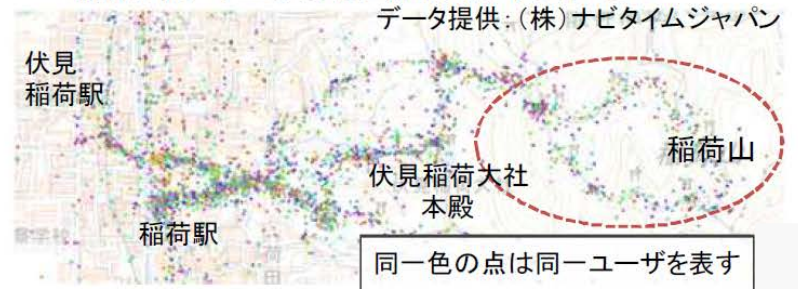 データ提供:(株)ナビタイムジャパン
伏見
稲荷駅
稲荷山
伏見稲荷大社
本殿
稲荷駅
同一色の点は同一ユーザを表す